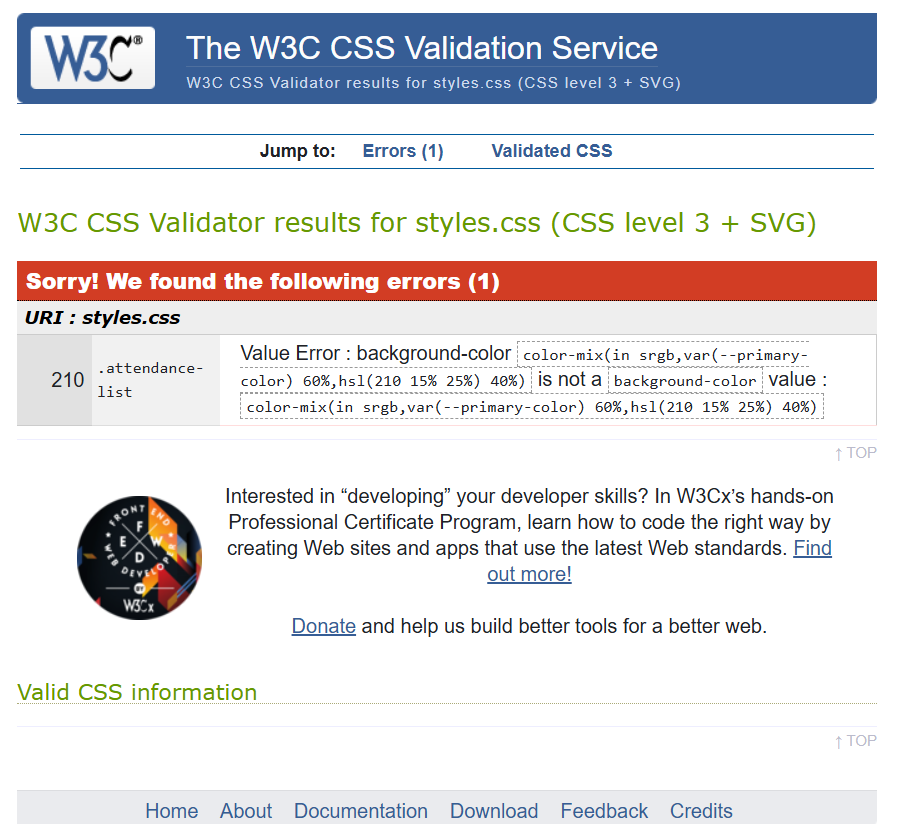 W3C®
The W3C CSS Validation Service
W3C CSS Validator results for styles.css (CSS level 3 + SVG)
Jump to: Errors (1) Validated CSS
W3C CSS Validator results for styles.css (CSS level 3 + SVG)
Sorry! We found the following errors (1)
URI : styles.css
210 .attendance-list Value Error : background-color color-mix(in srgb,var(--primary-
color) 60%,hsl(210 15% 25%) 40%) is not a background-color value :
color-mix(in srgb,var(--primary-color) 60%,hsl(210 15% 25%) 40%)
↑ TOP
FRONT END
WEB DEVELOPER
F
E W
D
BY
W3Cx
Interested in “developing” your developer skills? In W3Cx’s hands-on
Professional Certificate Program, learn how to code the right way by
creating Web sites and apps that use the latest Web standards. Find
out more!
Donate and help us build better tools for a better web.
Valid CSS information
↑ TOP
Home About Documentation Download Feedback Credits